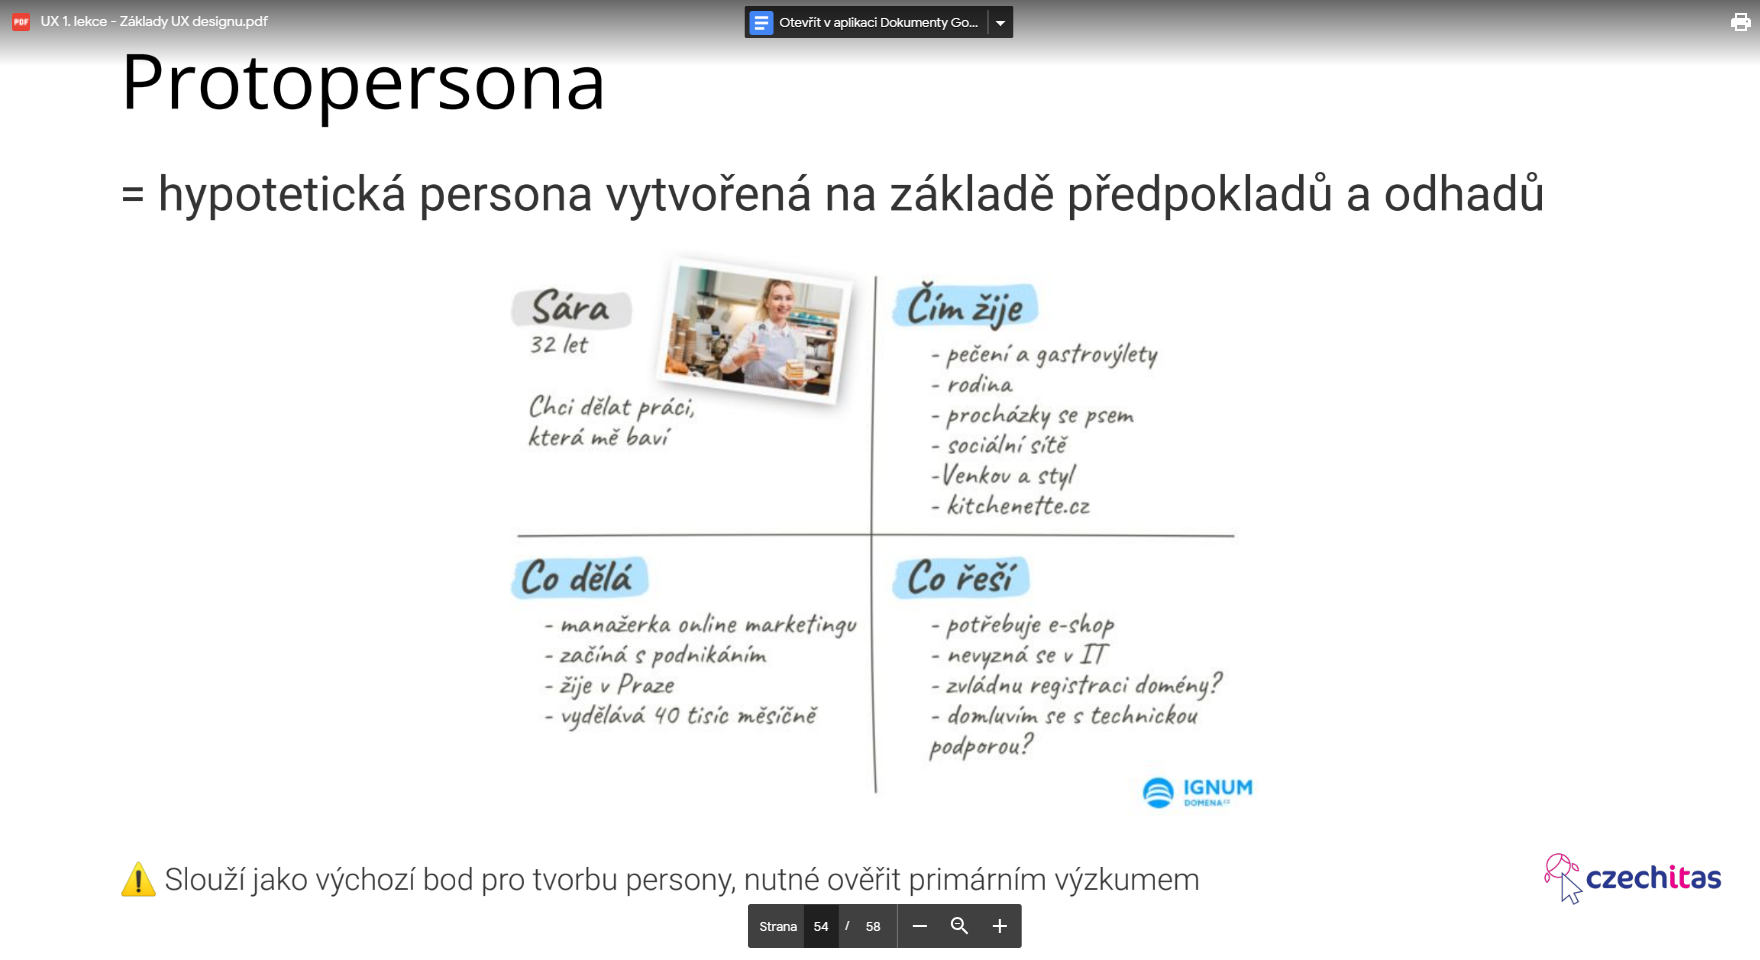 UX 1. lekce - Základy UX designu.pdf
Otevřít v aplikaci Dokumenty Go...
Protopersona
= hypotetická persona vytvořená na základě předpokladů a odhadů
Sára
32 let
Chci dělat práci,
která mě baví
Čím žije
- pečení a gastrovýlety
- rodina
- procházky se psem
- sociální sítě
-Venkov a styl
- kitchenette.cz
Co dělá
- manažerka online marketingu
- začíná s podnikáním
- žije v Praze
- vydělává 40 tisíc měsíčně
Co řeší
- potřebuje e-shop
- nevyzná se v IT
- zvládnu registraci domény?
- domluvím se s technickou
podporou?
IGNUM
DOMENA.CZ
Slouží jako výchozí bod pro tvorbu persony, nutné ověřit primárním výzkumem
czechitas
Strana 54 / 58